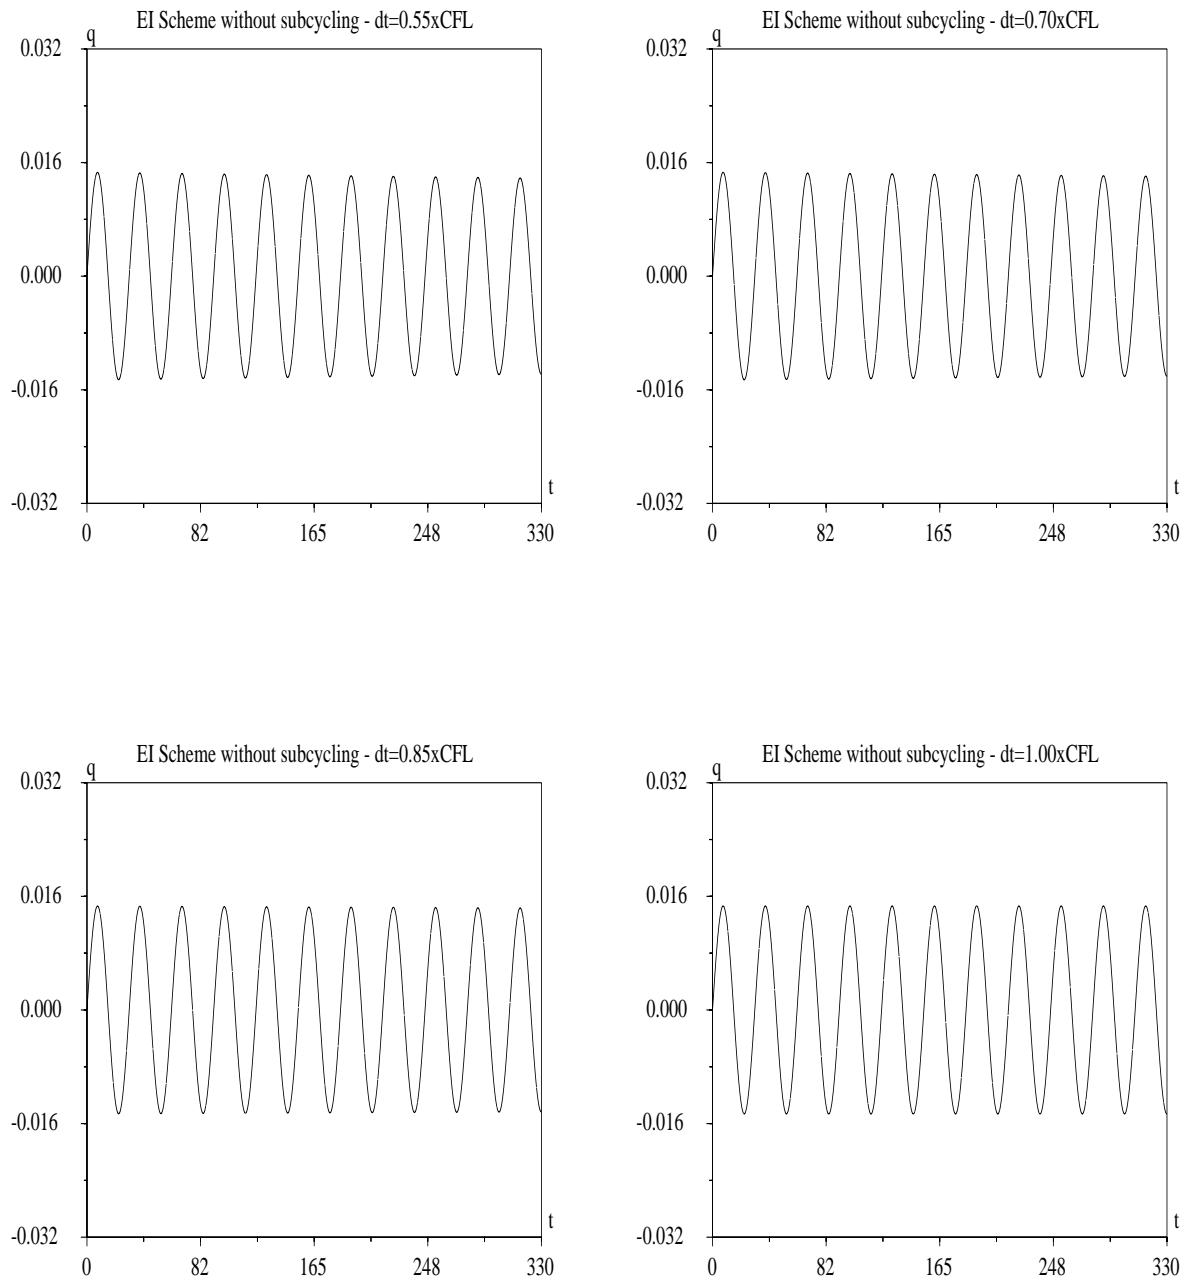 EI Scheme without subcycling - dt=0.55xCFL
q
0.032
0.016
0.000
-0.016
-0.032
t
0 82 165 248 330
EI Scheme without subcycling - dt=0.70xCFL
q
0.032
0.016
0.000
-0.016
-0.032
t
0 82 165 248 330
EI Scheme without subcycling - dt=0.85xCFL
q
0.032
0.016
0.000
-0.016
-0.032
t
0 82 165 248 330
EI Scheme without subcycling - dt=1.00xCFL
q
0.032
0.016
0.000
-0.016
-0.032
t
0 82 165 248 330